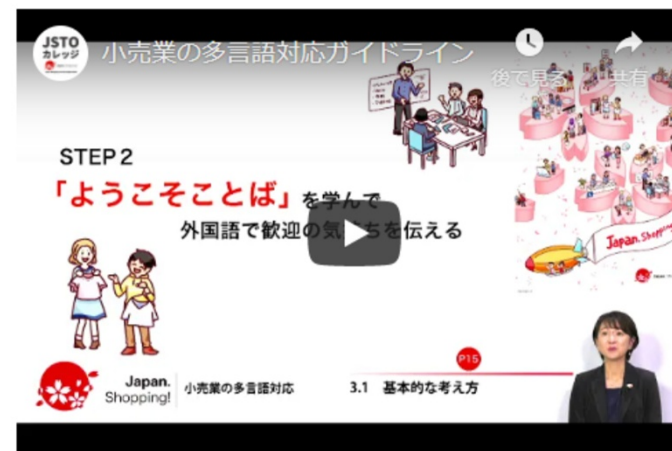 JSTO
カレッジ
小売業の多言語対応ガイドライン
後で見る
共有
STEP 2
「ようこそことば」を学んで
外国語で歓迎の気持ちを伝える
Japan. Shopping
P15
Japan.
Shopping!
小売業の多言語対応
3.1 基本的な考え方